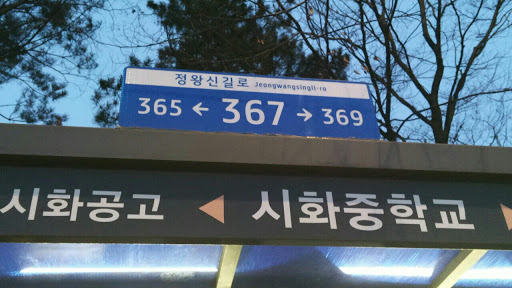 정왕신길로 Jeongwangsingil-ro
365 ← 367 → 369
시화공고 ◀ 시화중학교 ▶